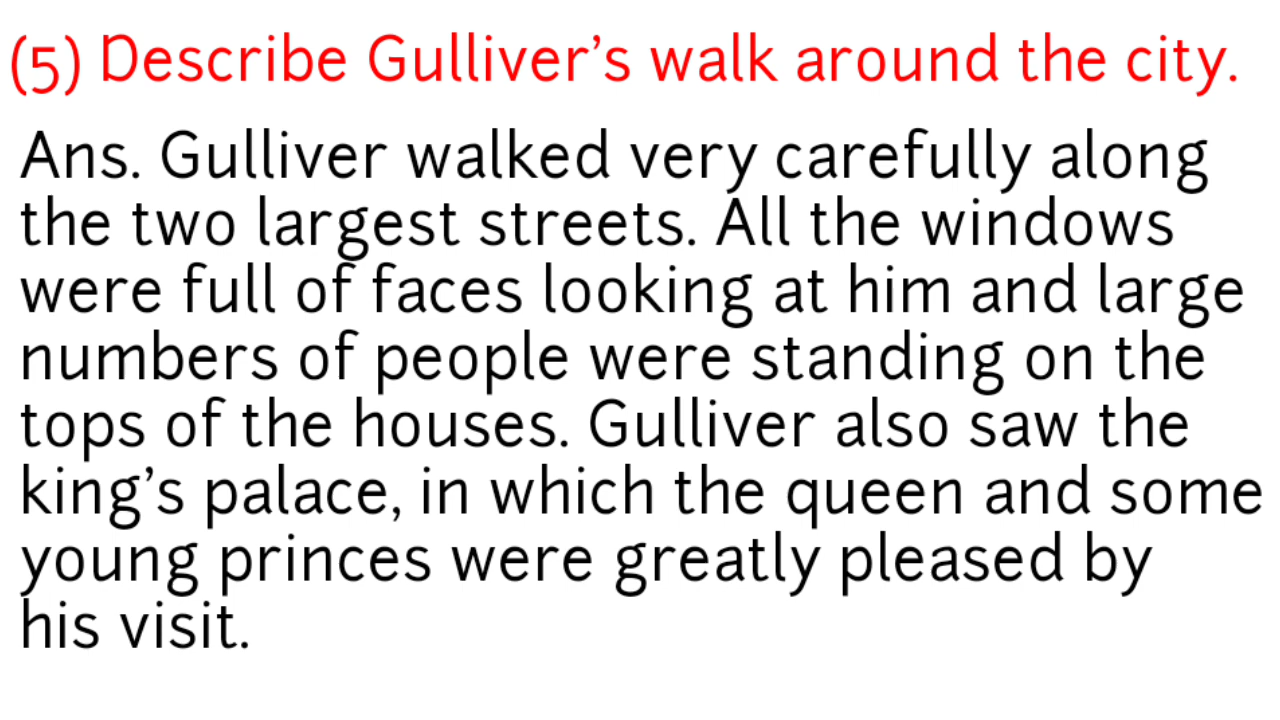 (5) Describe Gulliver’s walk around the city.
Ans. Gulliver walked very carefully along
the two largest streets. All the windows
were full of faces looking at him and large
numbers of people were standing on the
tops of the houses. Gulliver also saw the
king’s palace, in which the queen and some
young princes were greatly pleased by
his visit.